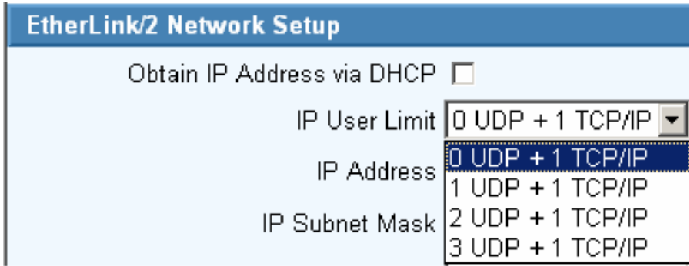 EtherLink/2 Network Setup
Obtain IP Address via DHCP
IP User Limit 0 UDP + 1 TCP/IP
IP Address 0 UDP + 1 TCP/IP
1 UDP + 1 TCP/IP
IP Subnet Mask 2 UDP + 1 TCP/IP
3 UDP + 1 TCP/IP